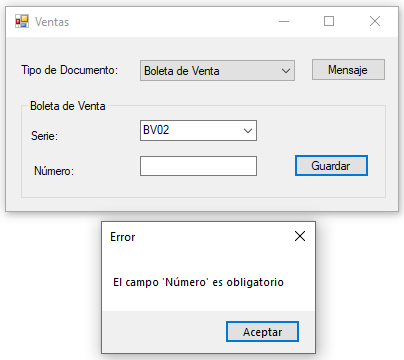 Ventas
Tipo de Documento: Boleta de Venta Mensaje
Boleta de Venta
Serie: BV02
Número: Guardar
Error
El campo 'Número' es obligatorio
Aceptar